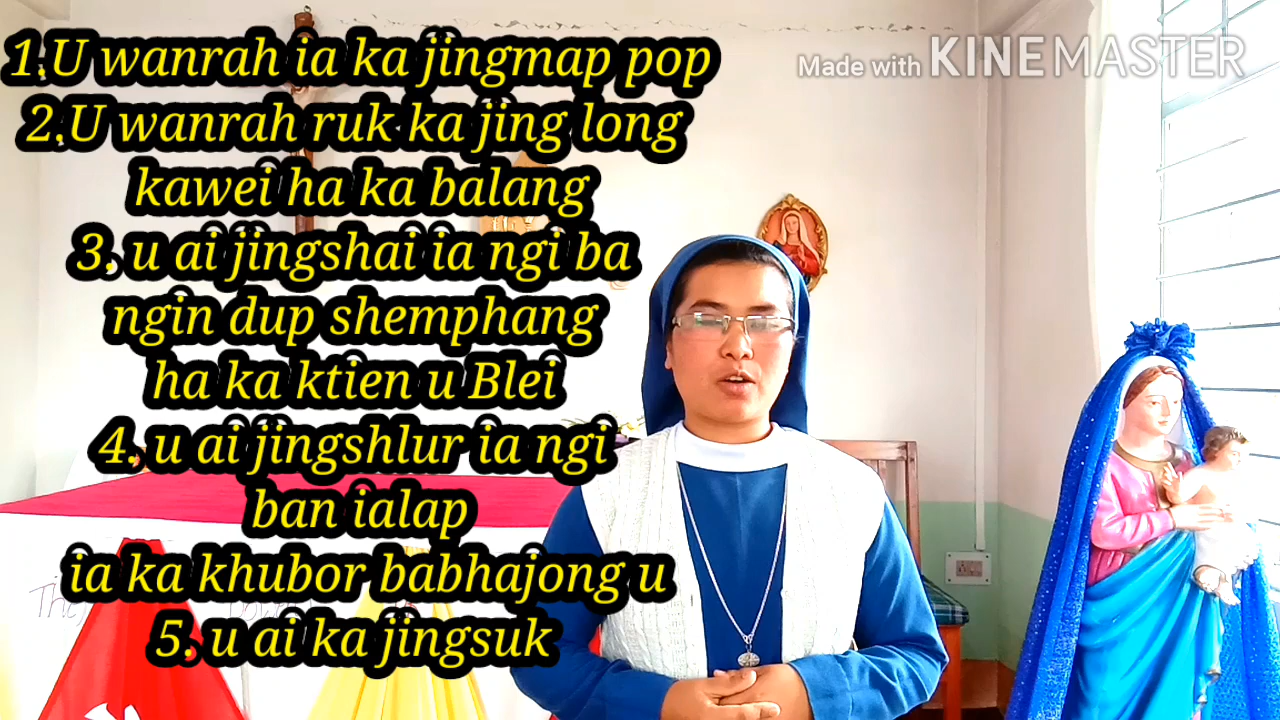 1.U wanrah ia ka jingmap pop
2.U wanrah ruk ka jing long
kawei ha ka balang
3. u ai jingshai ia ngi ba
ngin dup shemphang
ha ka ktien u Blei
4. u ai jingshlur ia ngi
ban ialap
ia ka khubor babhajong u
5. u ai ka jingsuk
Made with KINEMASTER